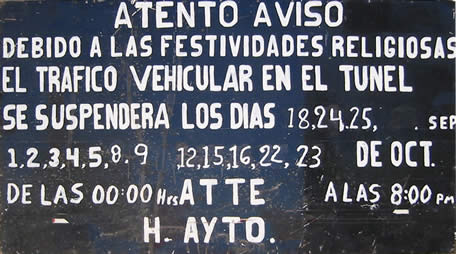 ATENTO AVISO
DEBIDO A LAS FESTIVIDADES RELIGIOSAS
EL TRAFICO VEHICULAR EN EL TUNEL
SE SUSPENDERA LOS DIAS 18,24,25, . SEP
1,2,3,4,5,8,9 12,15,16,22,23 DE OCT.
DE LAS 00:00 Hrs ATTE A LAS 8:00 PM
H. AYTO.